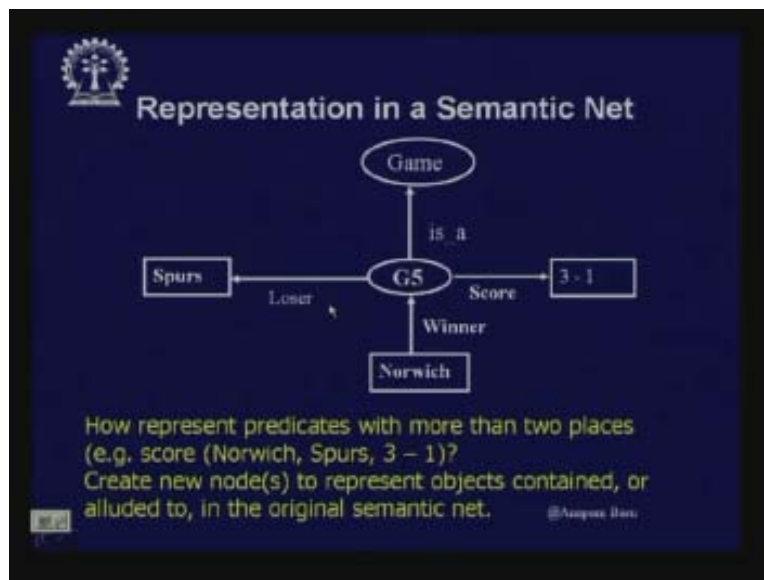 Representation in a Semantic Net
Game
is_a
Spurs
G5
3 - 1
Loser
Score
Winner
Norwich
How represent predicates with more than two places
(e.g. score (Norwich, Spurs, 3 – 1)?
Create new node(s) to represent objects contained, or
alluded to, in the original semantic net.